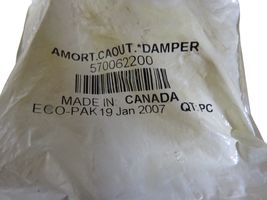 AMORT.CAOUT.*DAMPER
570062200
MADE IN: CANADA
ECO-PAK 19 Jan 2007 QT.PC